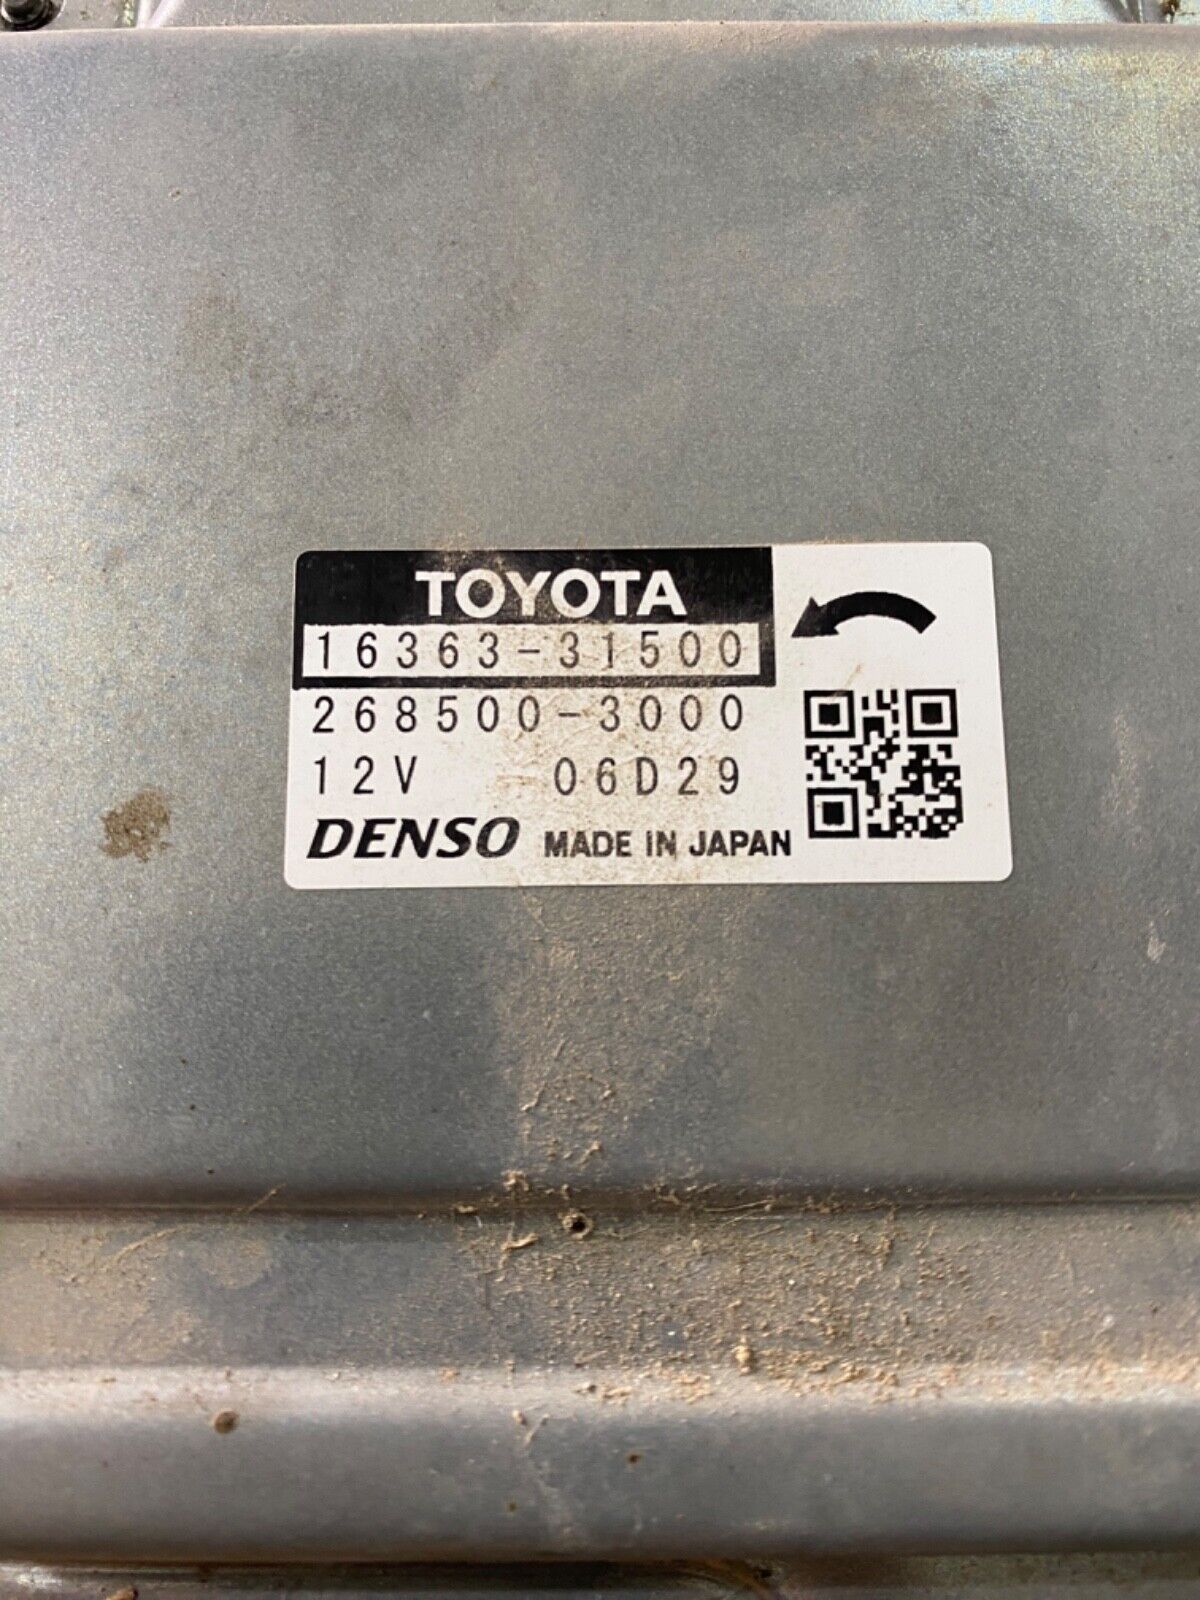 TOYOTA
16363-31500
268500-3000
12V 06D29
DENSO MADE IN JAPAN